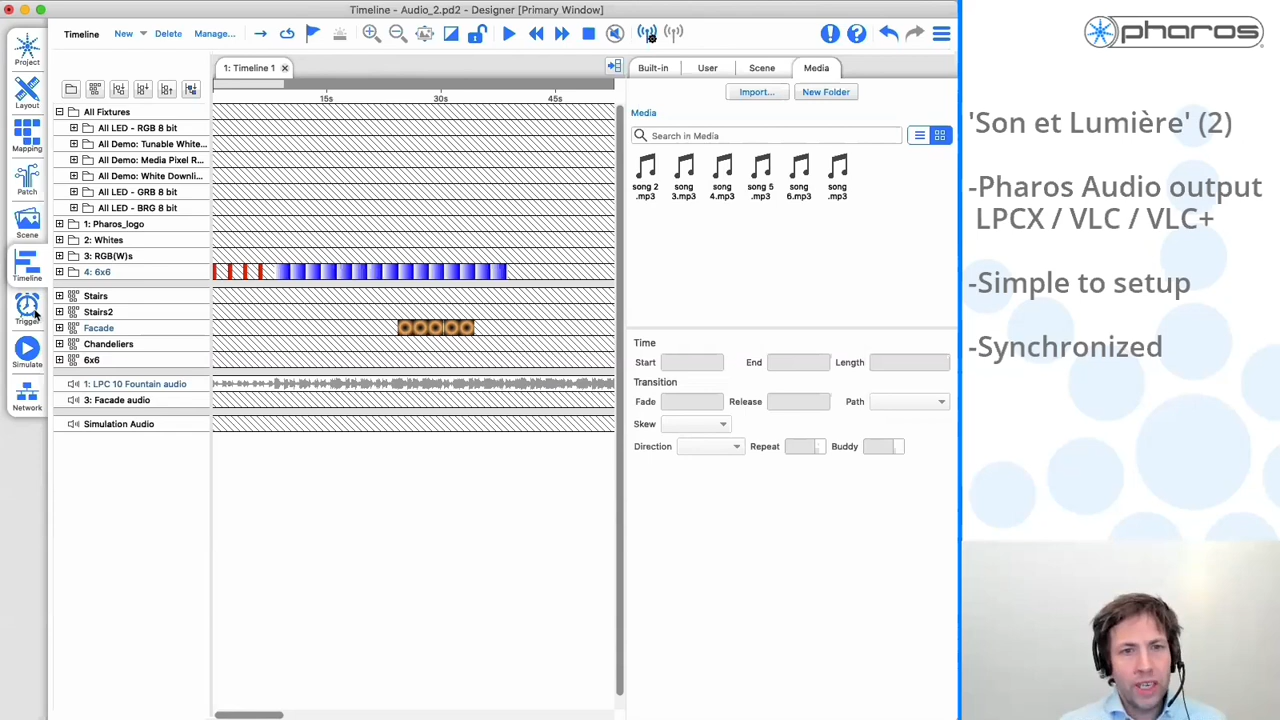 Timeline - Audio_2.pd2 - Designer [Primary Window]
Timeline New Delete Manage...
Project
Layout
Mapping
Patch
Scene
Timeline
Trigger
Simulate
Network
1: Timeline 1
15s 30s 45s
All Fixtures
All LED - RGB 8 bit
All Demo: Tunable White...
All Demo: Media Pixel R...
All Demo: White Downli...
All LED - GRB 8 bit
All LED - BRG 8 bit
1: Pharos_logo
2: Whites
3: RGB(W)s
4: 6x6
Stairs
Stairs2
Facade
Chandeliers
6x6
1: LPC 10 Fountain audio
3: Facade audio
Simulation Audio
Built-in User Scene Media
Import... New Folder
Media
Search in Media
song 2
.mp3
song
3.mp3
song
4.mp3
song 5
.mp3
song
6.mp3
song
.mp3
Time
Start End Length
Transition
Fade Release Path
Skew
Direction Repeat Buddy
pharos
'Son et Lumière' (2)
-Pharos Audio output
LPCX / VLC / VLC+
-Simple to setup
-Synchronized